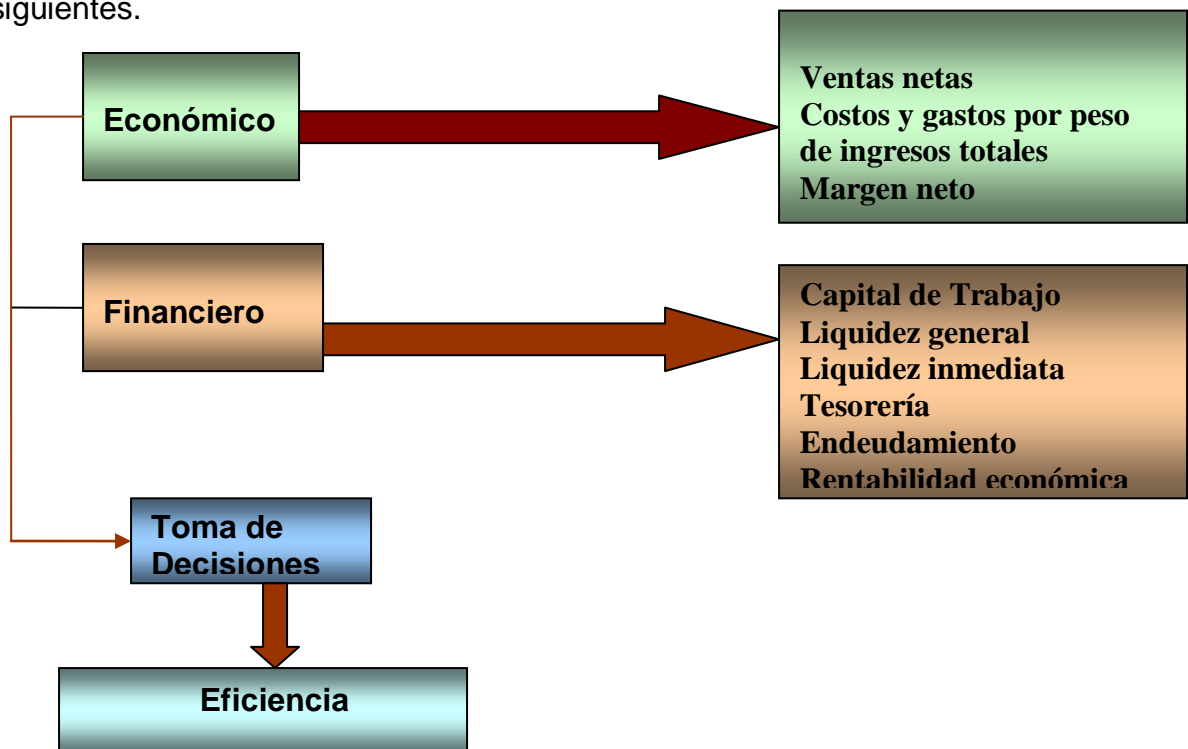 siguientes.
Económico
Ventas netas
Costos y gastos por peso
de ingresos totales
Margen neto
Financiero
Capital de Trabajo
Liquidez general
Liquidez inmediata
Tesorería
Endeudamiento
Rentabilidad económica
Toma de
Decisiones
Eficiencia